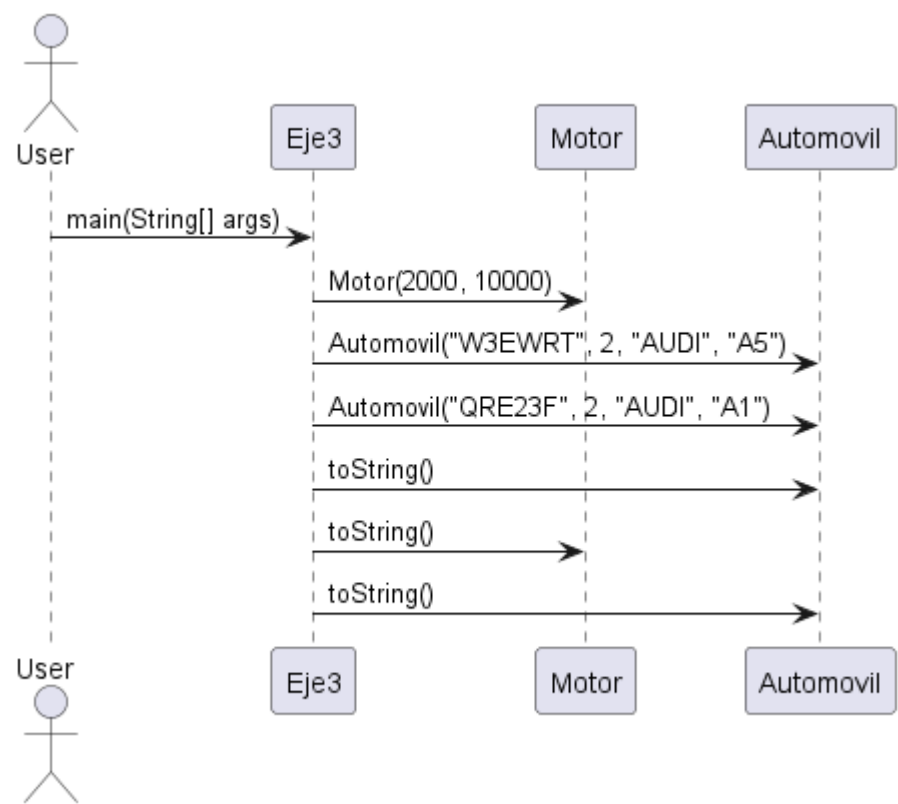 User
Eje3
Motor
Automovil
main(String[] args)
Motor(2000, 10000)
Automovil("W3EWRT", 2, "AUDI", "A5")
Automovil("QRE23F", 2, "AUDI", "A1")
toString()
toString()
toString()
User
Eje3
Motor
Automovil